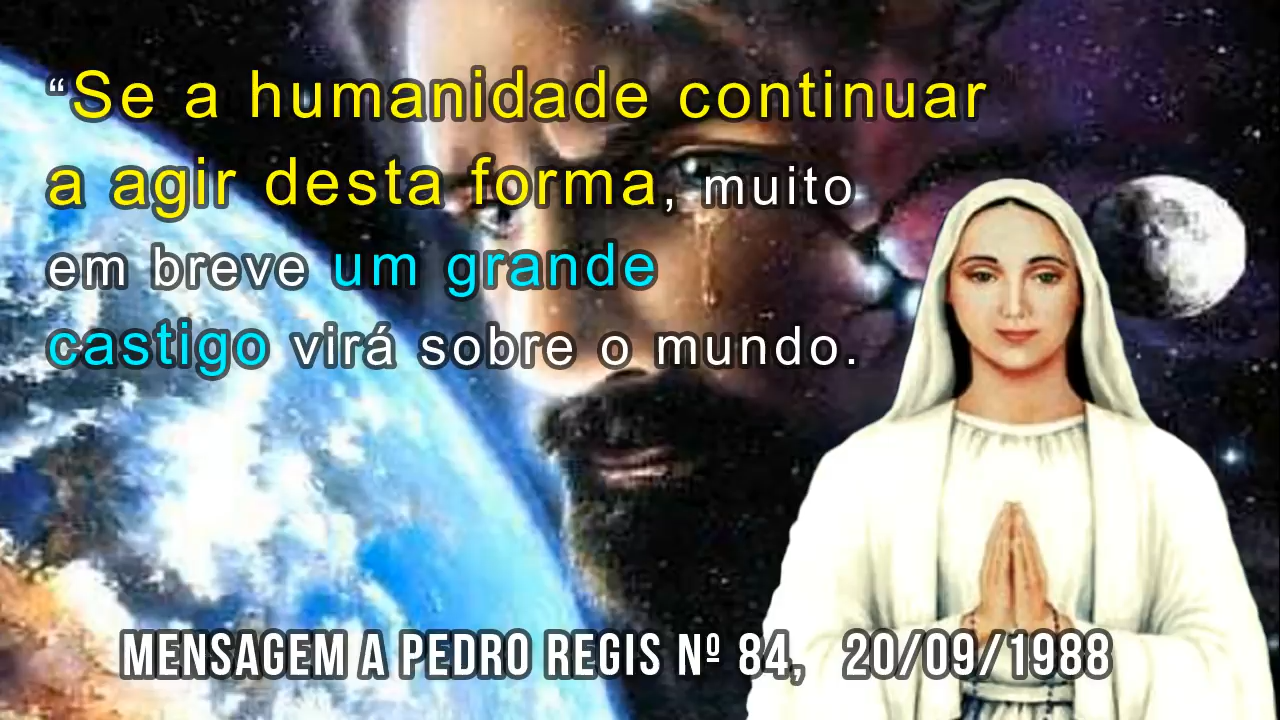 “Se a humanidade continuar
a agir desta forma, muito
em breve um grande
castigo virá sobre o mundo.
MENSAGEM A PEDRO REGIS Nº 84, 20/09/1988